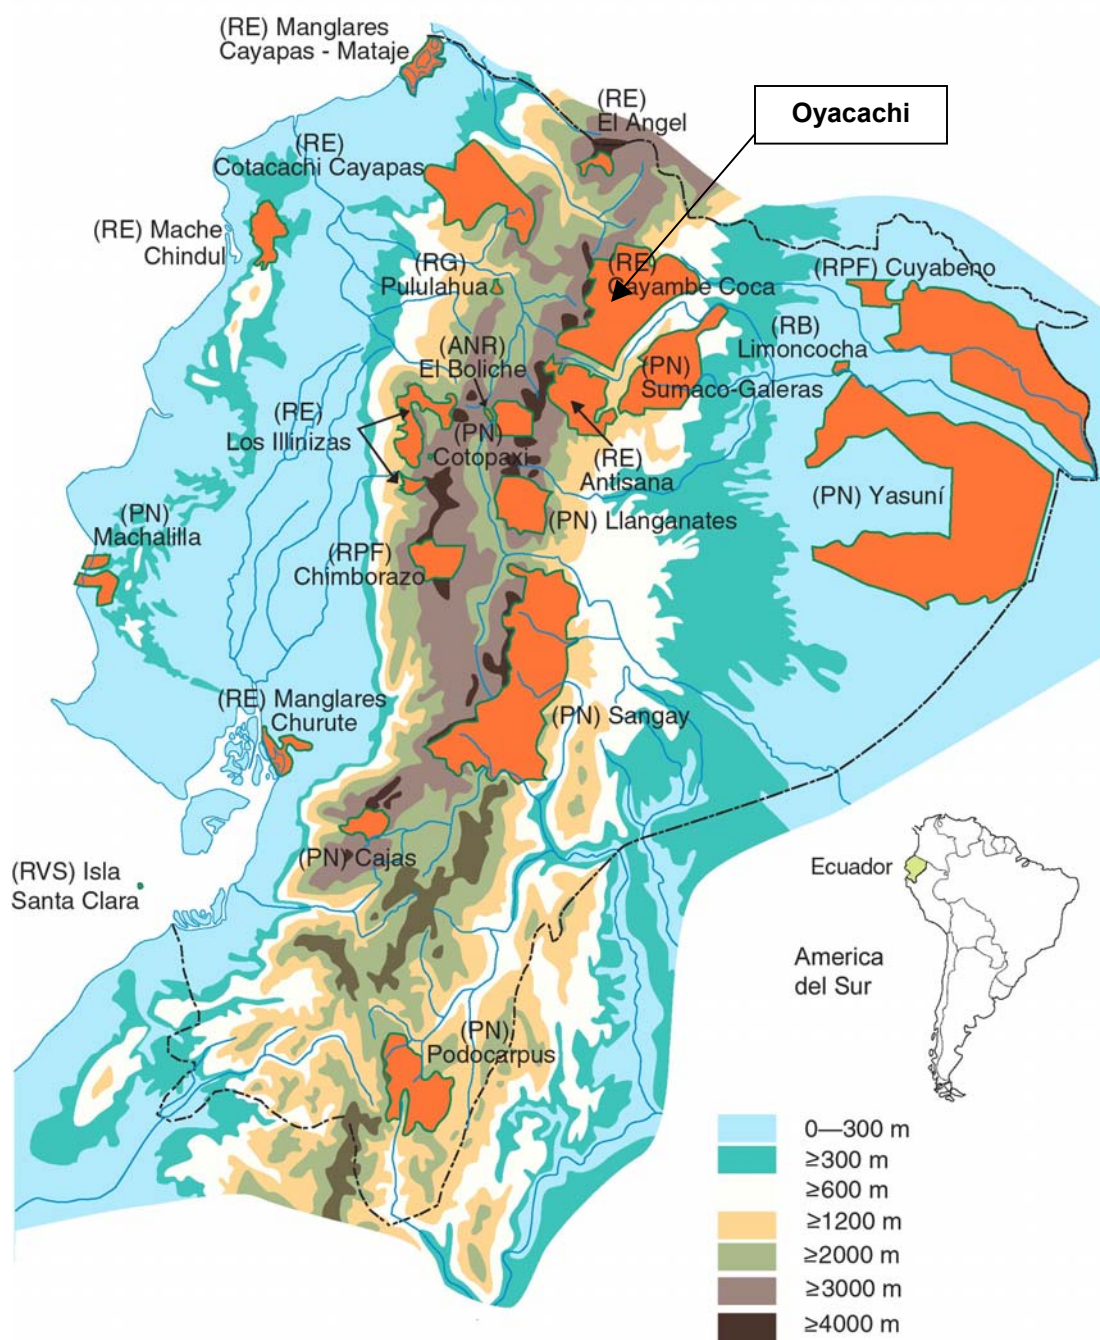 (RE) Manglares
Cayapas - Mataje
(RE)
El Angel
Oyacachi
(RE)
Cotacachi Cayapas
(RE) Mache
Chindul
(RG)
Pululahua
(RE)
Cayambe Coca
(RPF) Cuyabeno
(RB)
Limoncocha
(ANR)
El Boliche
(PN)
Sumaco-Galeras
(RE)
Los Illinizas
(PN)
Cotopaxi
(RE)
Antisana
(PN) Yasuní
(PN)
Machalilla
(PN) Llanganates
(RPF)
Chimborazo
(RE) Manglares
Churute
(PN) Sangay
(PN) Cajas
(RVS) Isla
Santa Clara
Ecuador
America
del Sur
(PN)
Podocarpus
0—300 m
≥300 m
≥600 m
≥1200 m
≥2000 m
≥3000 m
≥4000 m